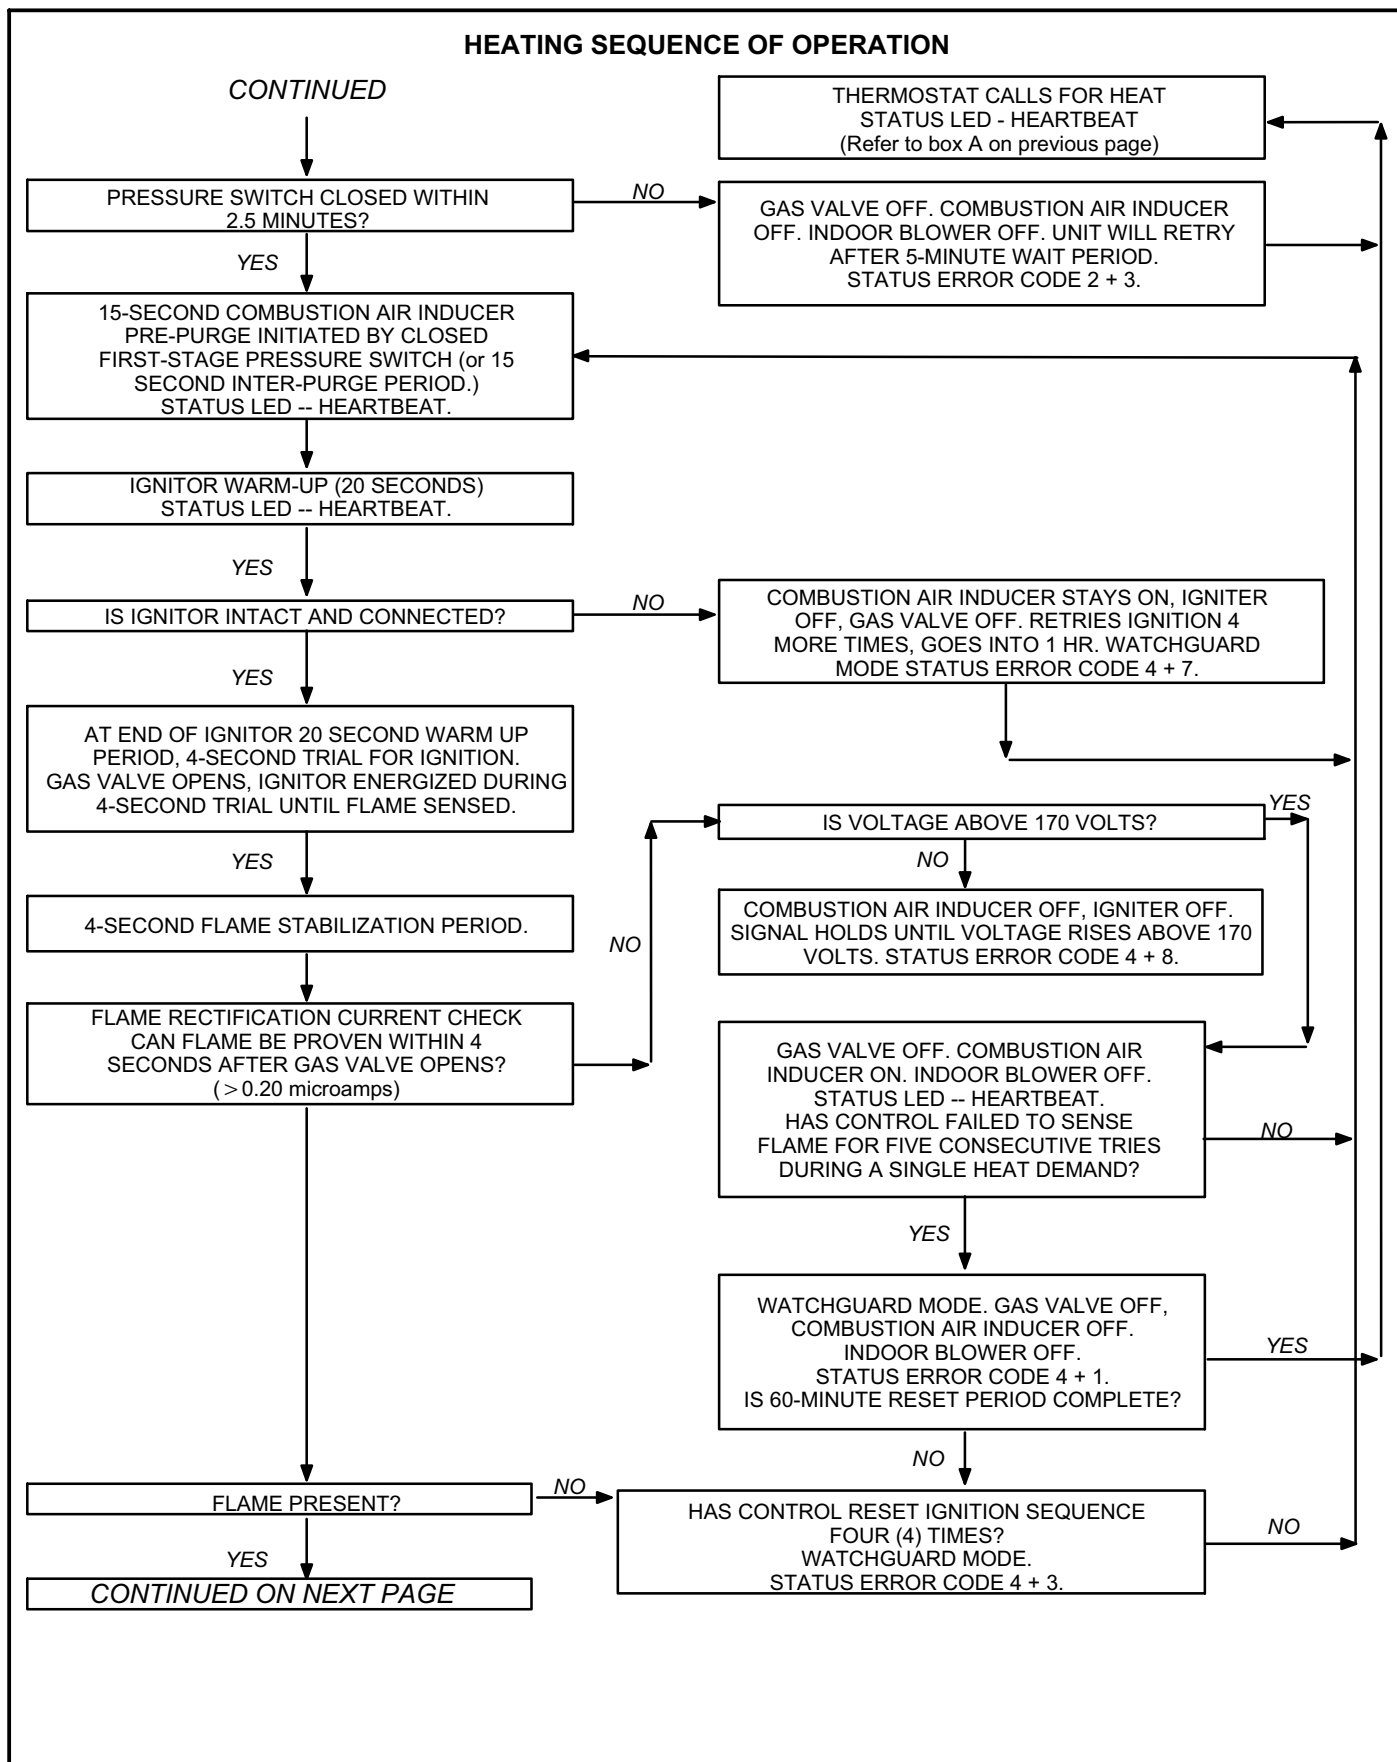 HEATING SEQUENCE OF OPERATION
CONTINUED
THERMOSTAT CALLS FOR HEAT
STATUS LED - HEARTBEAT
(Refer to box A on previous page)
PRESSURE SWITCH CLOSED WITHIN
2.5 MINUTES?
NO
GAS VALVE OFF. COMBUSTION AIR INDUCER
OFF. INDOOR BLOWER OFF. UNIT WILL RETRY
AFTER 5-MINUTE WAIT PERIOD.
STATUS ERROR CODE 2 + 3.
YES
15-SECOND COMBUSTION AIR INDUCER
PRE-PURGE INITIATED BY CLOSED
FIRST-STAGE PRESSURE SWITCH (or 15
SECOND INTER-PURGE PERIOD.)
STATUS LED -- HEARTBEAT.
IGNITOR WARM-UP (20 SECONDS)
STATUS LED -- HEARTBEAT.
YES
IS IGNITOR INTACT AND CONNECTED?
NO
COMBUSTION AIR INDUCER STAYS ON, IGNITER
OFF, GAS VALVE OFF. RETRIES IGNITION 4
MORE TIMES, GOES INTO 1 HR. WATCHGUARD
MODE STATUS ERROR CODE 4 + 7.
YES
AT END OF IGNITOR 20 SECOND WARM UP
PERIOD, 4-SECOND TRIAL FOR IGNITION.
GAS VALVE OPENS, IGNITOR ENERGIZED DURING
4-SECOND TRIAL UNTIL FLAME SENSED.
IS VOLTAGE ABOVE 170 VOLTS?
YES
YES
NO
4-SECOND FLAME STABILIZATION PERIOD.
NO
COMBUSTION AIR INDUCER OFF, IGNITER OFF.
SIGNAL HOLDS UNTIL VOLTAGE RISES ABOVE 170
VOLTS. STATUS ERROR CODE 4 + 8.
FLAME RECTIFICATION CURRENT CHECK
CAN FLAME BE PROVEN WITHIN 4
SECONDS AFTER GAS VALVE OPENS?
(>0.20 microamps)
GAS VALVE OFF. COMBUSTION AIR
INDUCER ON. INDOOR BLOWER OFF.
STATUS LED -- HEARTBEAT.
HAS CONTROL FAILED TO SENSE
FLAME FOR FIVE CONSECUTIVE TRIES
DURING A SINGLE HEAT DEMAND?
NO
YES
WATCHGUARD MODE. GAS VALVE OFF,
COMBUSTION AIR INDUCER OFF.
INDOOR BLOWER OFF.
STATUS ERROR CODE 4 + 1.
IS 60-MINUTE RESET PERIOD COMPLETE?
YES
NO
FLAME PRESENT?
NO
HAS CONTROL RESET IGNITION SEQUENCE
FOUR (4) TIMES?
WATCHGUARD MODE.
STATUS ERROR CODE 4 + 3.
NO
YES
CONTINUED ON NEXT PAGE